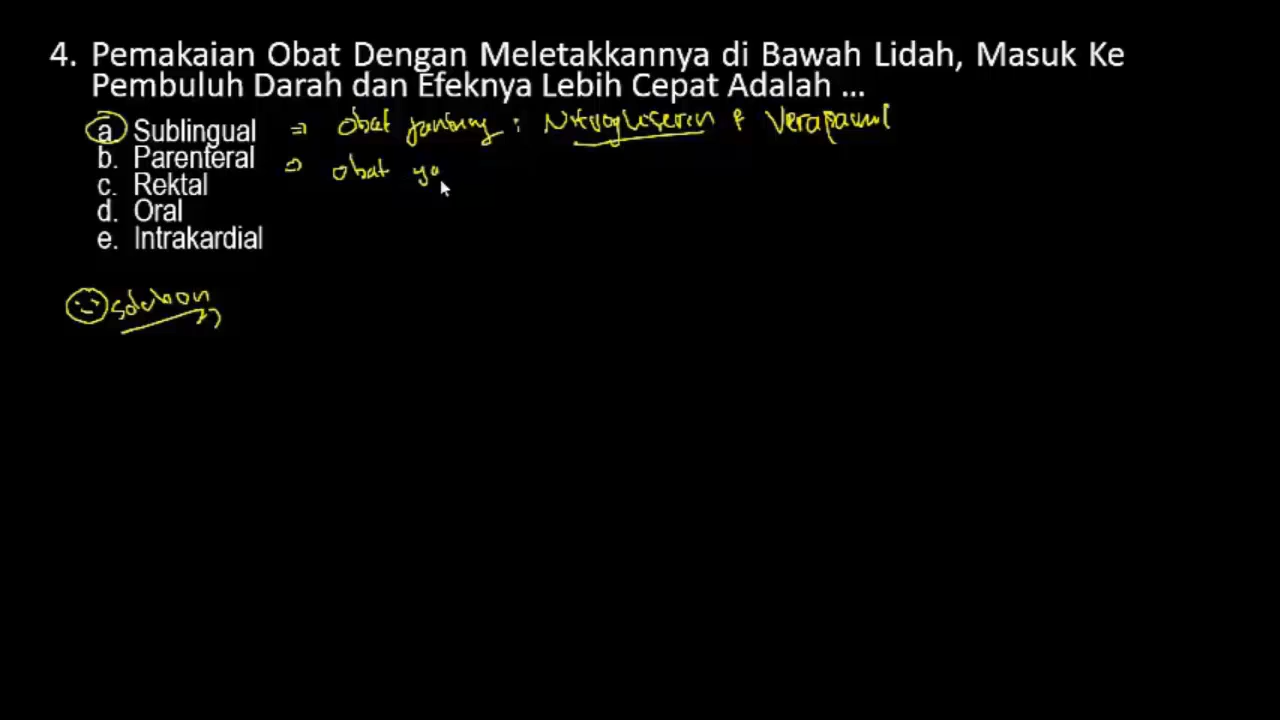 4. Pemakaian Obat Dengan Meletakkannya di Bawah Lidah, Masuk Ke
Pembuluh Darah dan Efeknya Lebih Cepat Adalah ...
a. Sublingual ⇒ Obat jantung : Nitrogliserin & Verapamil
b. Parenteral ⇒ Obat ya
c. Rektal
d. Oral
e. Intrakardial